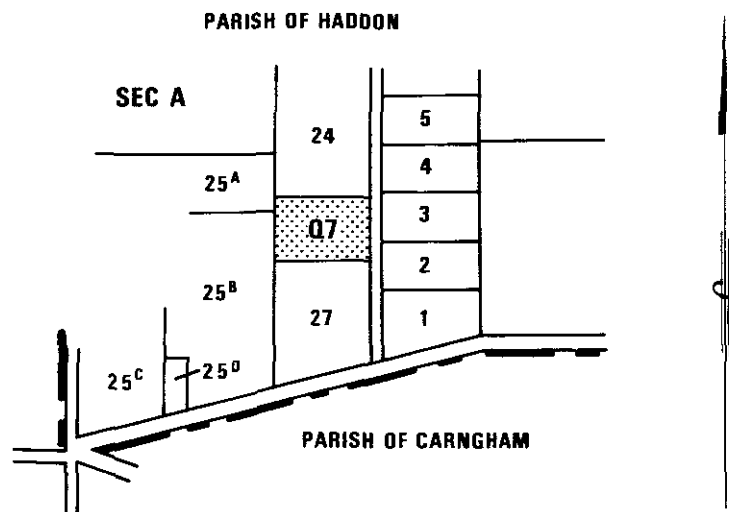 PARISH OF HADDON
SEC A
5
24
4
25A
3
Q7
2
25B
27
1
25C
25D
PARISH OF CARNGHAM